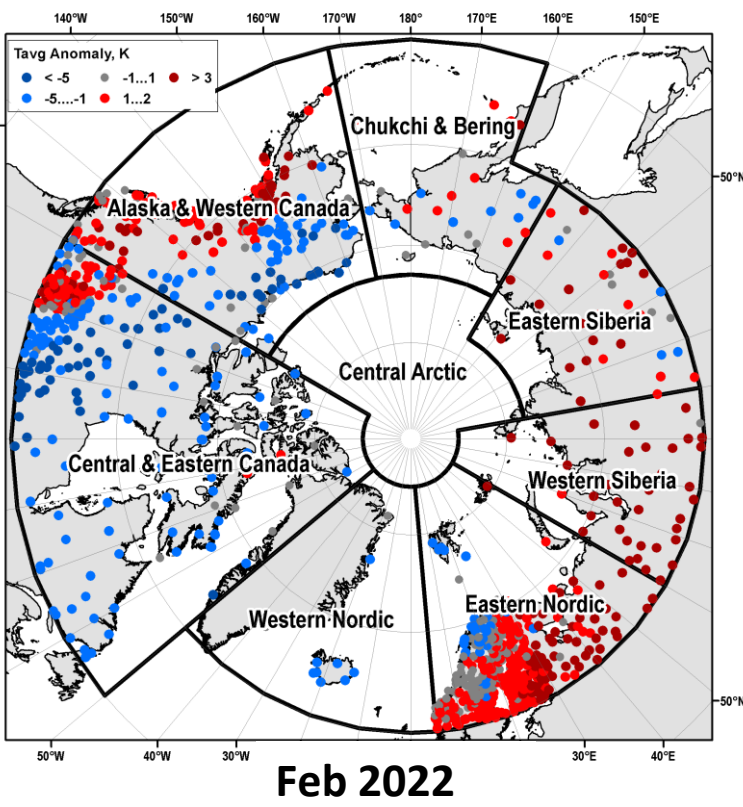 140°W 150°W 160°W 170°W 180° 170°E 160°E 150°E
Tavg Anomaly, K
< -5 -1...1 > 3
-5....-1 1...2
Chukchi & Bering
50°N
Alaska & Western Canada
Eastern Siberia
Central Arctic
Central & Eastern Canada
Western Siberia
Eastern Nordic
Western Nordic
50°N
50°W 40°W 30°W 30°E 40°E
Feb 2022